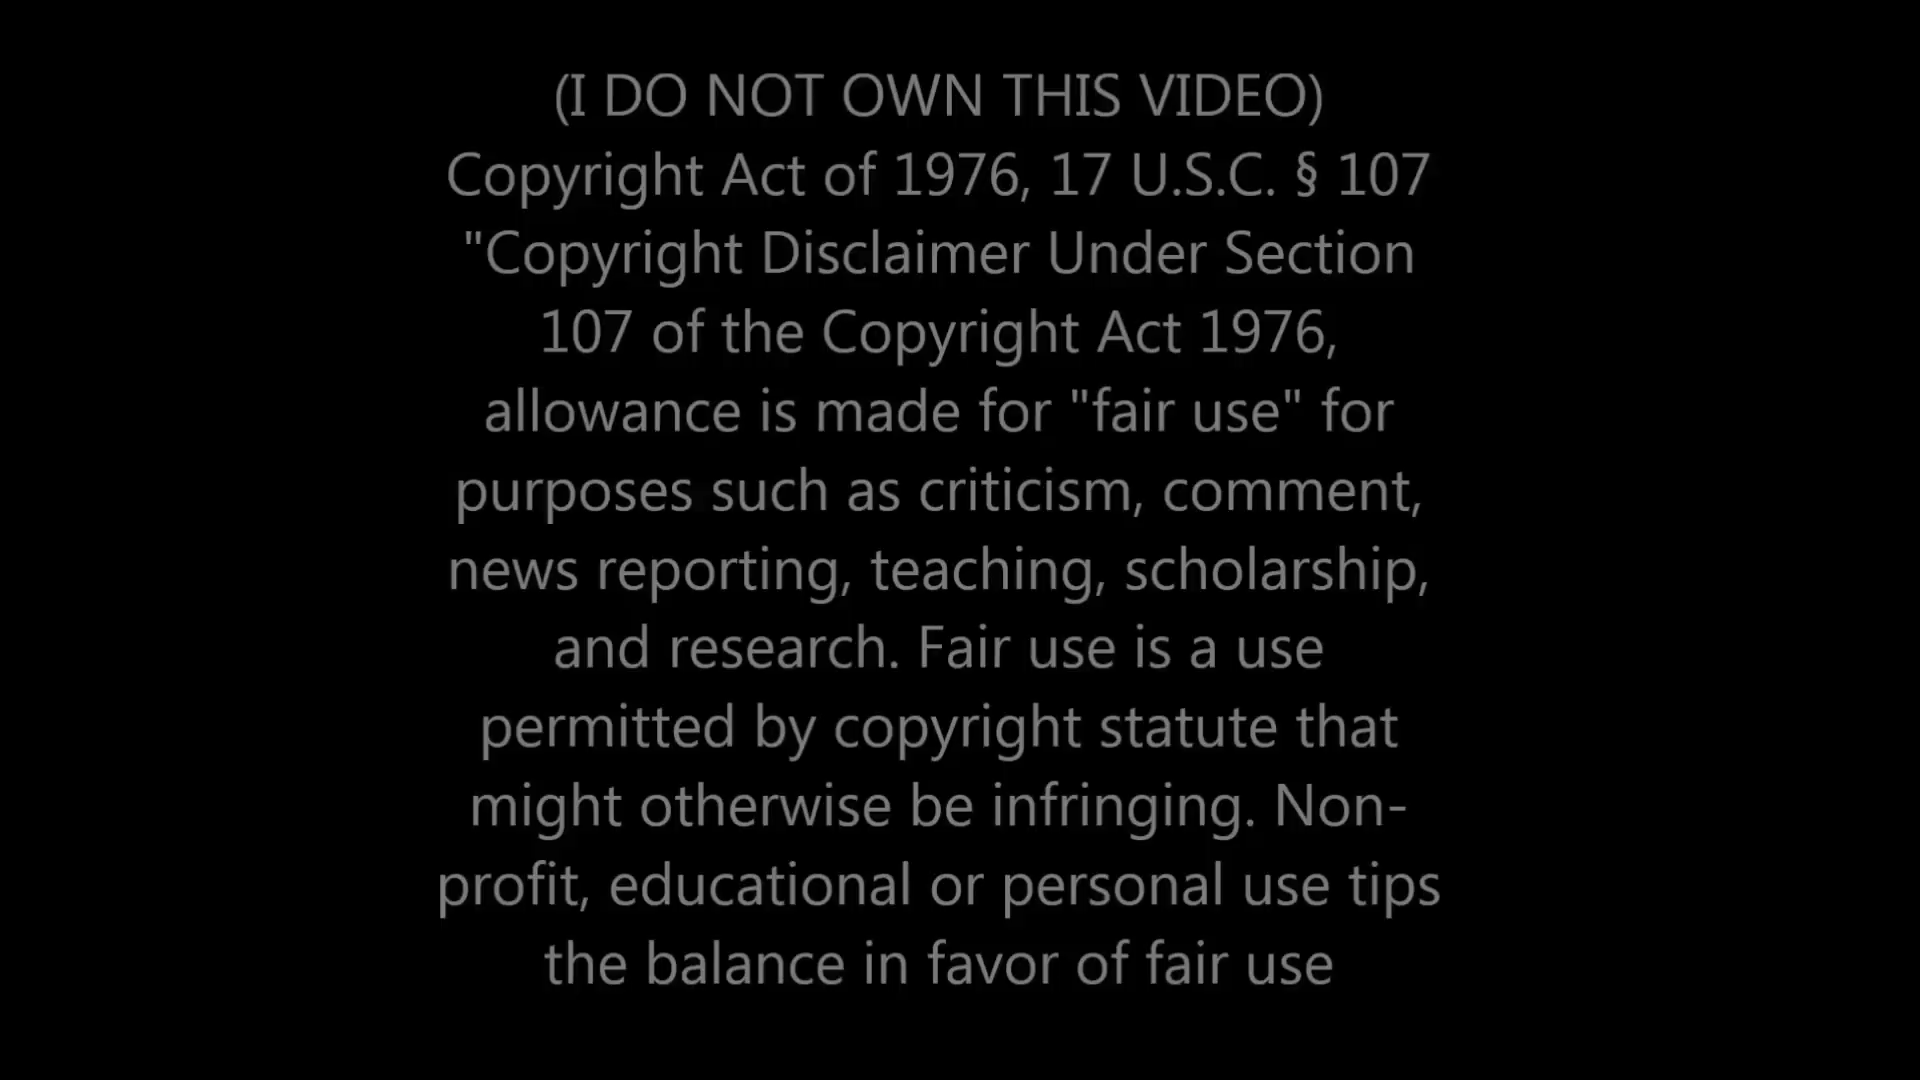 (I DO NOT OWN THIS VIDEO)
Copyright Act of 1976, 17 U.S.C. § 107
"Copyright Disclaimer Under Section
107 of the Copyright Act 1976,
allowance is made for "fair use" for
purposes such as criticism, comment,
news reporting, teaching, scholarship,
and research. Fair use is a use
permitted by copyright statute that
might otherwise be infringing. Non-
profit, educational or personal use tips
the balance in favor of fair use